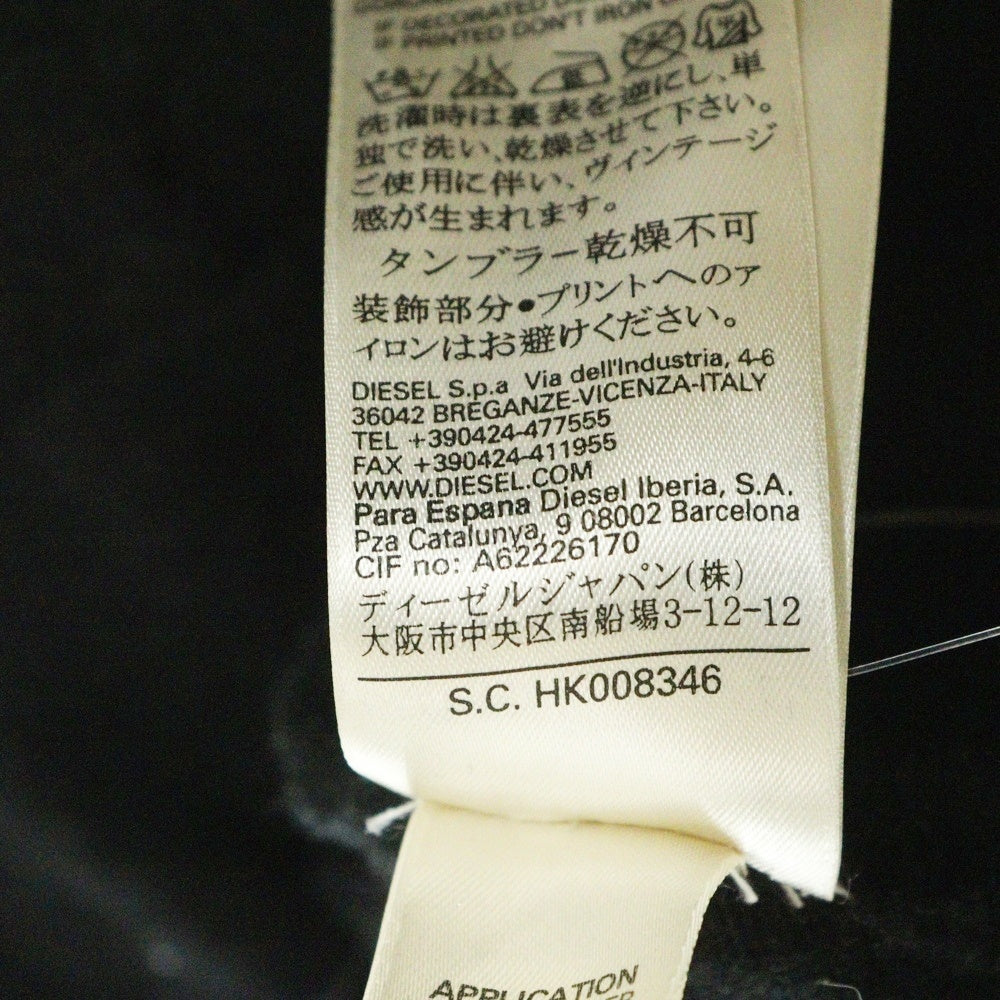 IF DECORATED
IF PRINTED DON'T IRON
洗濯時は裏表を逆にし、単
独で洗い、乾燥させて下さい。
ご使用に伴い、ヴィンテージ
感が生まれます。
タンブラー乾燥不可
装飾部分●プリントへのア
イロンはお避けください。
DIESEL S.p.a Via dell'Industria, 4-6
36042 BREGANZE-VICENZA-ITALY
TEL +390424-477555
FAX +390424-411955
WWW.DIESEL.COM
Para Espana Diesel Iberia, S.A.
Pza Catalunya, 9 08002 Barcelona
CIF no: A62226170
ディーゼルジャパン(株)
大阪市中央区南船場3-12-12
S.C. HK008346
APPLICATION